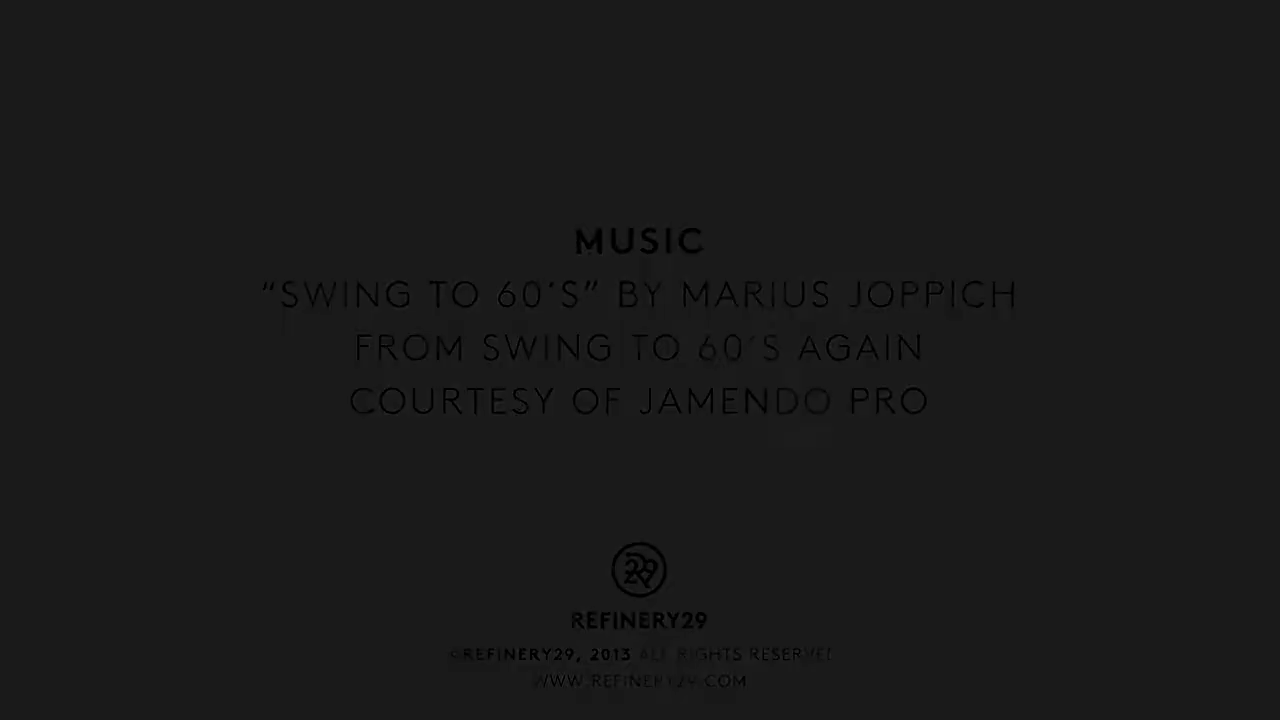 MUSIC
“SWING TO 60'S” BY MARIUS JOPPICH
FROM SWING TO 60'S AGAIN
COURTESY OF JAMENDO PRO
R29
REFINERY29
©REFINERY29, 2013 ALL RIGHTS RESERVED
WWW.REFINERY29.COM